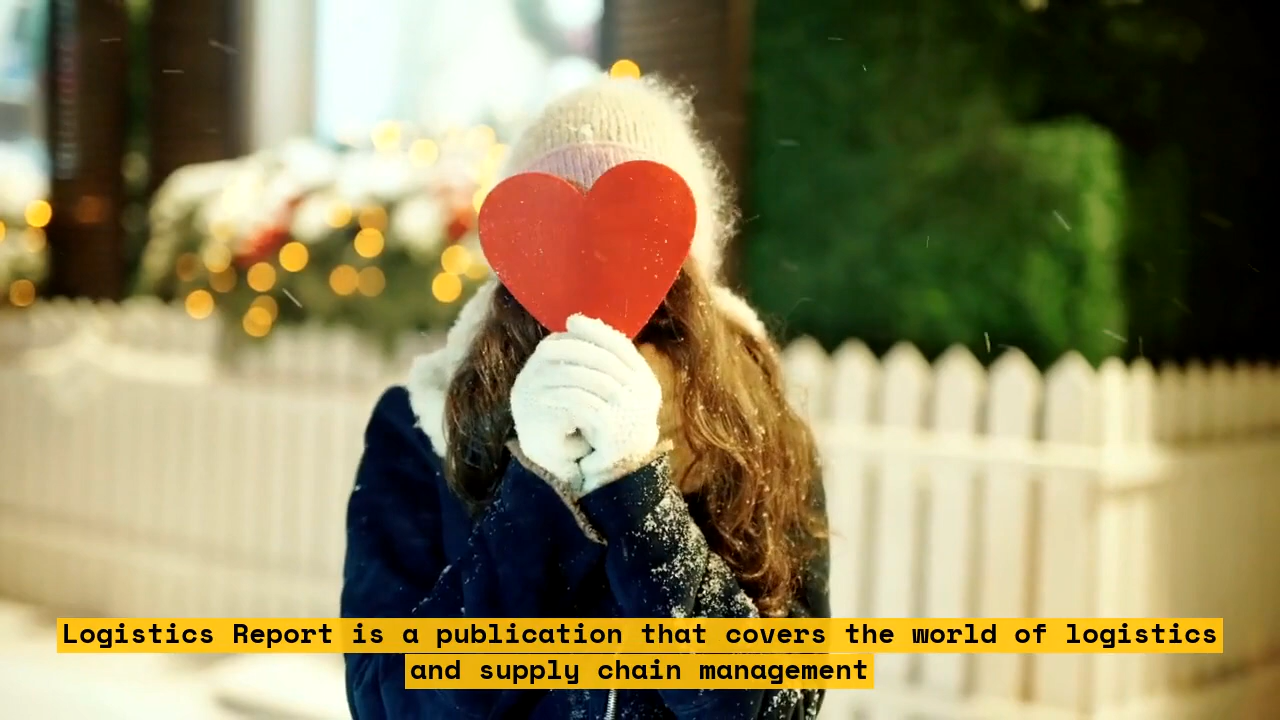 Logistics Report is a publication that covers the world of logistics
and supply chain management